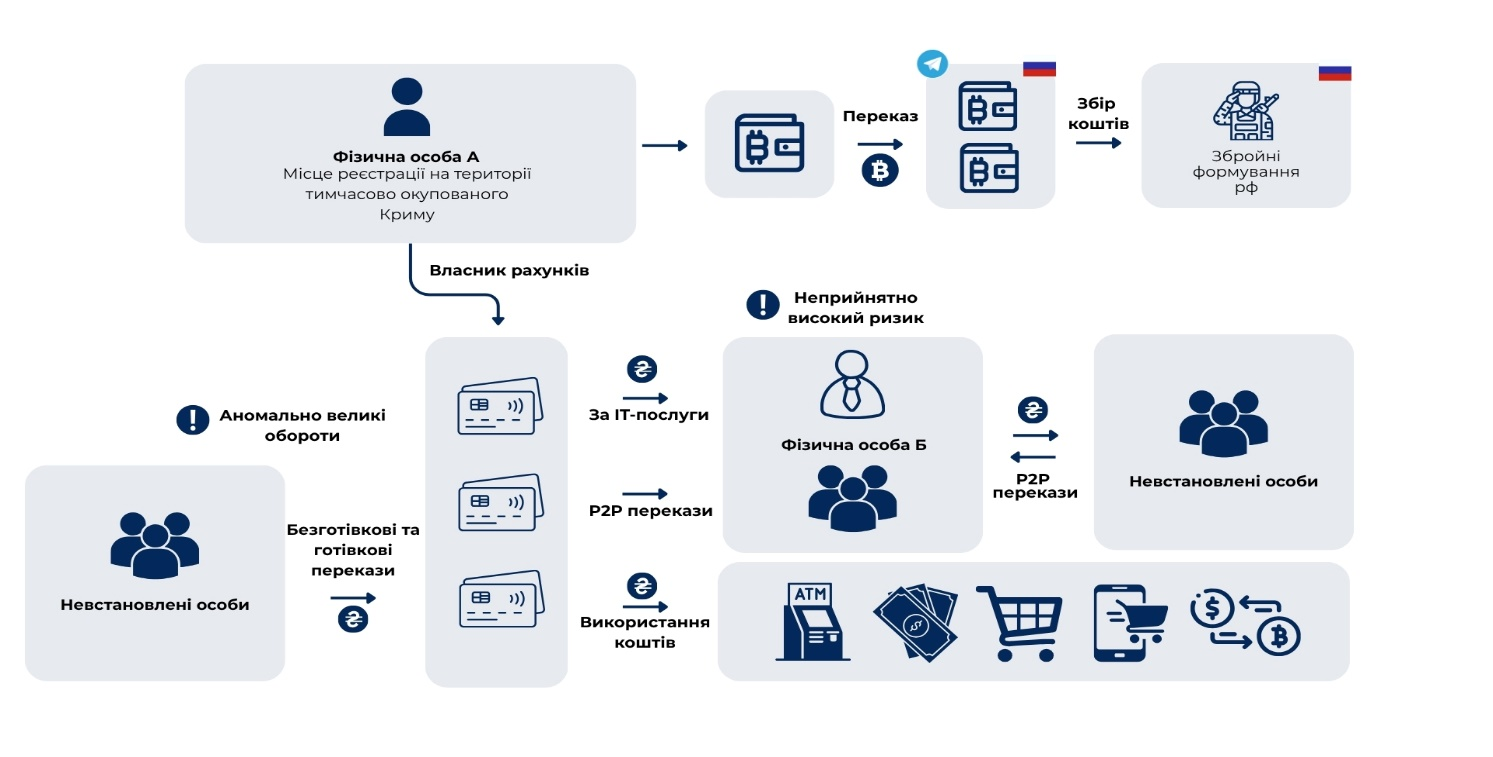 Фізична особа А
Місце реєстрації на території
тимчасово окупованого
Криму
Переказ
Збір
коштів
Збройні
формування
рф
Власник рахунків
Неприйнятно
високий ризик
Аномально великі
обороти
За ІТ-послуги
Фізична особа Б
P2P
перекази
Невстановлені особи
P2P перекази
Безготівкові та
готівкові
перекази
Невстановлені особи
Використання
коштів
ATM